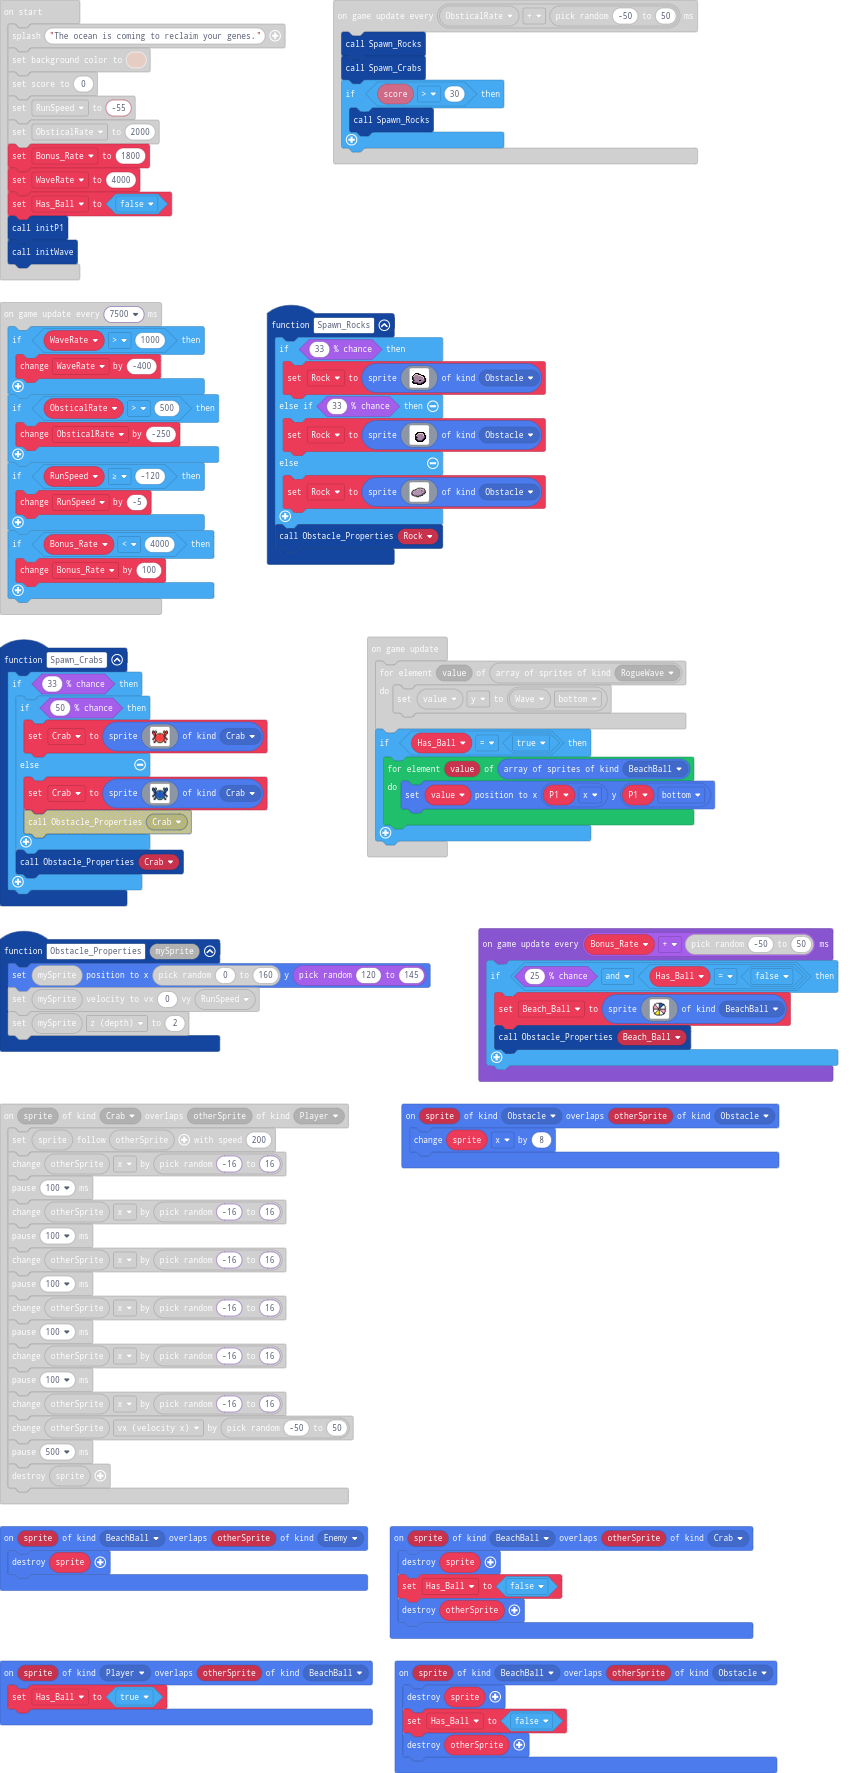 on start
splash "The ocean is coming to reclaim your genes."
set background color to
set score to 0
set RunSpeed to -55
set ObsticalRate to 2000
set Bonus_Rate to 1800
set WaveRate to 4000
set Has_Ball to false
call initP1
call initWave
on game update every ObsticalRate + pick random -50 to 50 ms
call Spawn_Rocks
call Spawn_Crabs
if score > 30 then
call Spawn_Rocks
on game update every 7500 ms
if WaveRate > 1000 then
change WaveRate by -400
if ObsticalRate > 500 then
change ObsticalRate by -250
if RunSpeed ≥ -120 then
change RunSpeed by -5
if Bonus_Rate < 4000 then
change Bonus_Rate by 100
function Spawn_Rocks
if 33 % chance then
set Rock to sprite of kind Obstacle
else if 33 % chance then
set Rock to sprite of kind Obstacle
else
set Rock to sprite of kind Obstacle
call Obstacle_Properties Rock
function Spawn_Crabs
if 33 % chance then
if 50 % chance then
set Crab to sprite of kind Crab
else
set Crab to sprite of kind Crab
call Obstacle_Properties Crab
call Obstacle_Properties Crab
on game update
for element value of array of sprites of kind RogueWave
do
set value y to Wave bottom
if Has_Ball = true then
for element value of array of sprites of kind BeachBall
do
set value position to x P1 x y P1 bottom
function Obstacle_Properties mySprite
set mySprite position to x pick random 0 to 160 y pick random 120 to 145
set mySprite velocity to vx 0 vy RunSpeed
set mySprite z (depth) to 2
on game update every Bonus_Rate + pick random -50 to 50 ms
if 25 % chance and Has_Ball = false then
set Beach_Ball to sprite of kind BeachBall
call Obstacle_Properties Beach_Ball
on sprite of kind Crab overlaps otherSprite of kind Player
set sprite follow otherSprite with speed 200
change otherSprite x by pick random -16 to 16
pause 100 ms
change otherSprite x by pick random -16 to 16
pause 100 ms
change otherSprite x by pick random -16 to 16
pause 100 ms
change otherSprite x by pick random -16 to 16
pause 100 ms
change otherSprite x by pick random -16 to 16
pause 100 ms
change otherSprite x by pick random -16 to 16
change otherSprite vx (velocity x) by pick random -50 to 50
pause 500 ms
destroy sprite
on sprite of kind Obstacle overlaps otherSprite of kind Obstacle
change sprite x by 8
on sprite of kind BeachBall overlaps otherSprite of kind Enemy
destroy sprite
on sprite of kind BeachBall overlaps otherSprite of kind Crab
destroy sprite
set Has_Ball to false
destroy otherSprite
on sprite of kind Player overlaps otherSprite of kind BeachBall
set Has_Ball to true
on sprite of kind BeachBall overlaps otherSprite of kind Obstacle
destroy sprite
set Has_Ball to false
destroy otherSprite